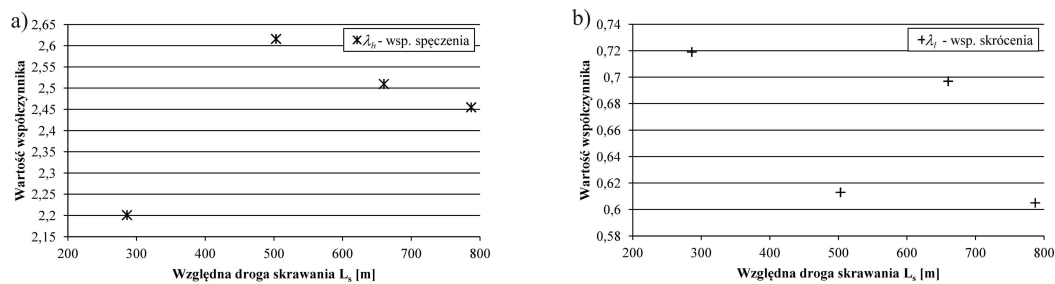 a)
Wartość współczynnika
2,65
2,6
2,55
2,5
2,45
2,4
2,35
2,3
2,25
2,2
2,15
λh - wsp. spęczenia
200 300 400 500 600 700 800
Względna droga skrawania Ls [m]
b)
Wartość współczynnika
0,74
0,72
0,7
0,68
0,66
0,64
0,62
0,6
0,58
λl - wsp. skrócenia
200 300 400 500 600 700 800
Względna droga skrawania Ls [m]